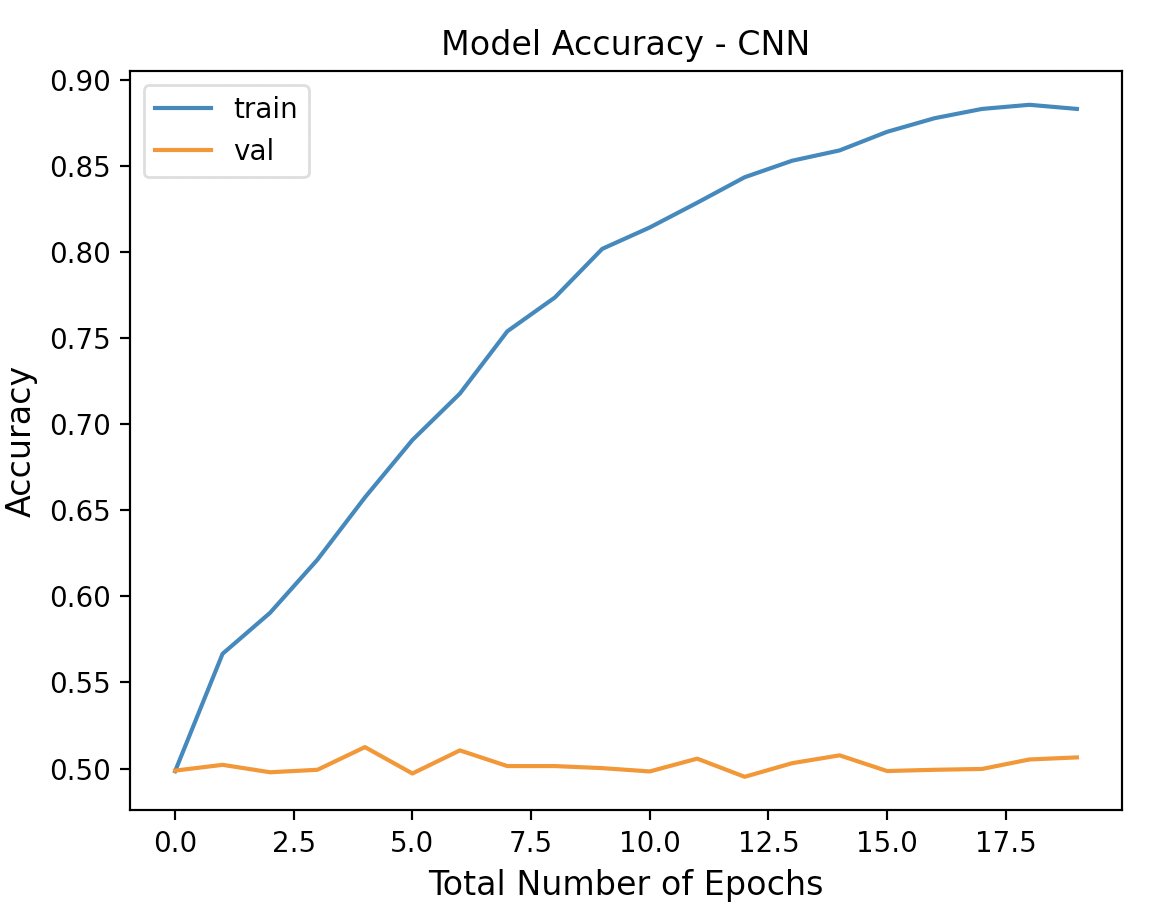 Model Accuracy - CNN
train
val
0.90
0.85
0.80
0.75
0.70
0.65
0.60
0.55
0.50
Accuracy
0.0 2.5 5.0 7.5 10.0 12.5 15.0 17.5
Total Number of Epochs